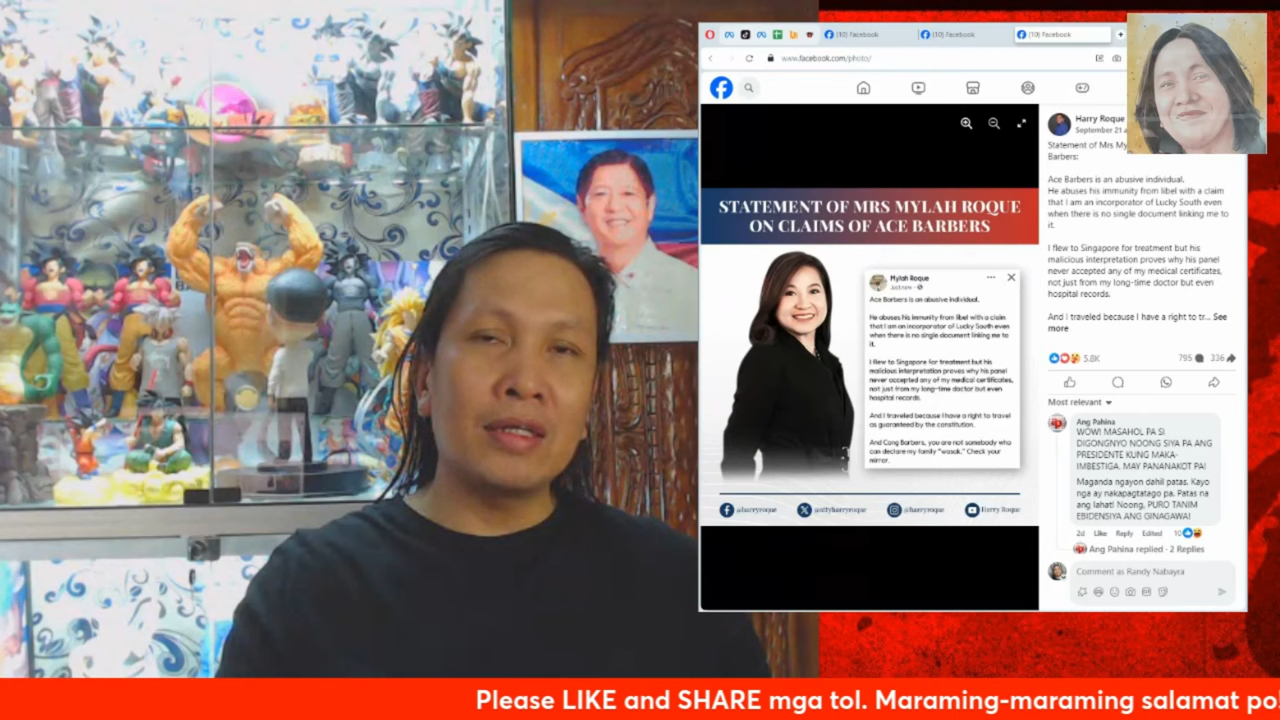 (10) Facebook
(10) Facebook
(10) Facebook
www.facebook.com/photo/
STATEMENT OF MRS MYLAH ROQUE
ON CLAIMS OF ACE BARBERS
Mylah Roque
Just now
Ace Barbers is an abusive individual.
He abuses his immunity from libel with a claim
that I am an incorporator of Lucky South even
when there is no single document linking me to
it.
I flew to Singapore for treatment but his
malicious interpretation proves why his panel
never accepted any of my medical certificates,
not just from my long-time doctor but even
hospital records.
And I traveled because I have a right to travel
as guaranteed by the constitution.
And Cong Barbers, you are not somebody who
can declare my family "wasak." Check your
mirror.
@harryroque
@attyharryroque
@harryroque
Harry Roque
Harry Roque
September 21
Statement of Mrs My
Barbers:
Ace Barbers is an abusive individual.
He abuses his immunity from libel with a claim
that I am an incorporator of Lucky South even
when there is no single document linking me to
it.
I flew to Singapore for treatment but his
malicious interpretation proves why his panel
never accepted any of my medical certificates,
not just from my long-time doctor but even
hospital records.
And I traveled because I have a right to tr... See
more
5.8K 795 336
Most relevant
Ang Pahina
WOW! MASAHOL PA SI
DIGONGNYO NOONG SIYA PA ANG
PRESIDENTE KUNG MAKA-
IMBESTIGA. MAY PANANAKOT PA!
Maganda ngayon dahil patas. Kayo
nga ay nakapagtatago pa. Patas na
ang lahat! Noong, PURO TANIM
EBIDENSIYA ANG GINAGAWA!
2d Like Reply Edited 10
Ang Pahina replied · 2 Replies
Comment as Randy Nabayra
Please LIKE and SHARE mga tol. Maraming-maraming salamat po